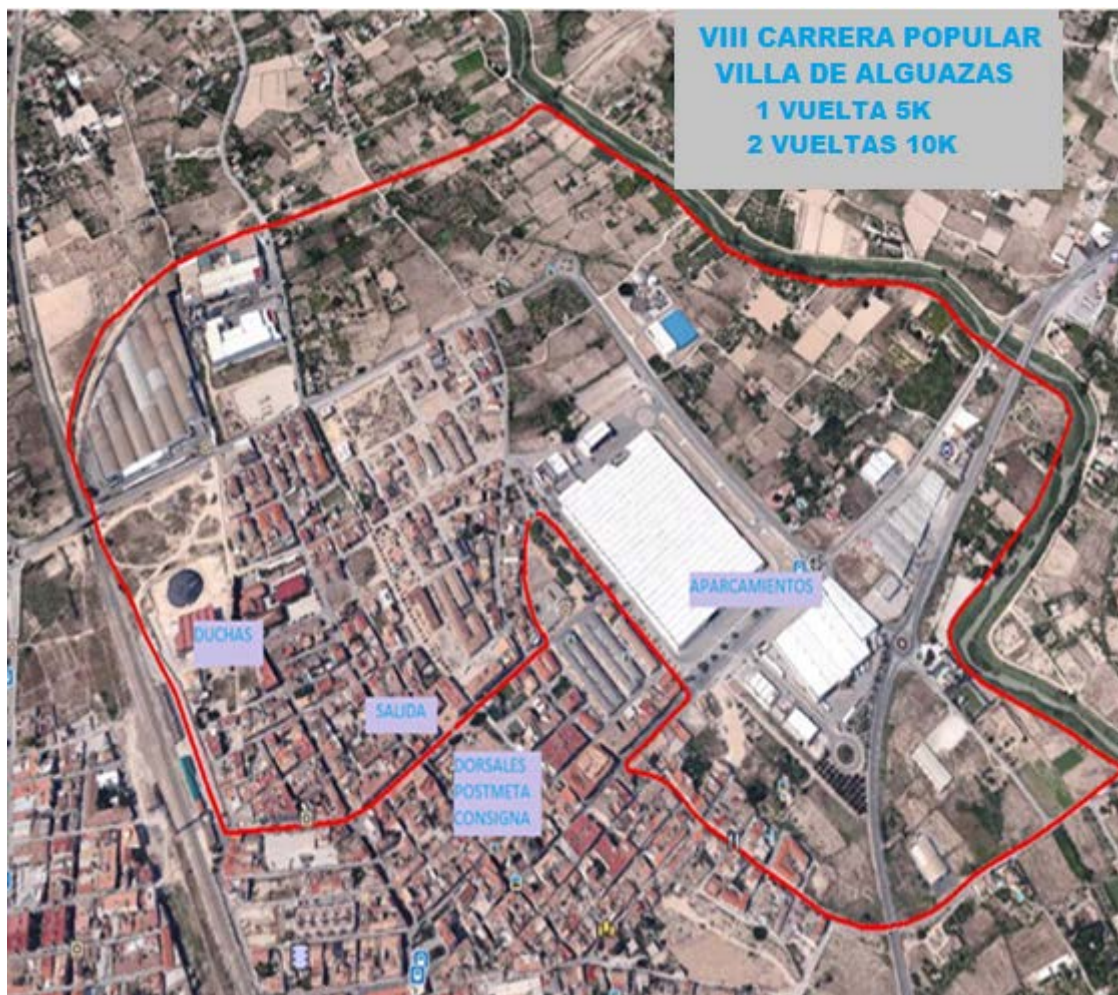 VIII CARRERA POPULAR
VILLA DE ALGUAZAS
1 VUELTA 5K
2 VUELTAS 10K
APARCAMIENTOS
DUCHAS
SALIDA
DORSALES
POSTMETA
CONSIGNA